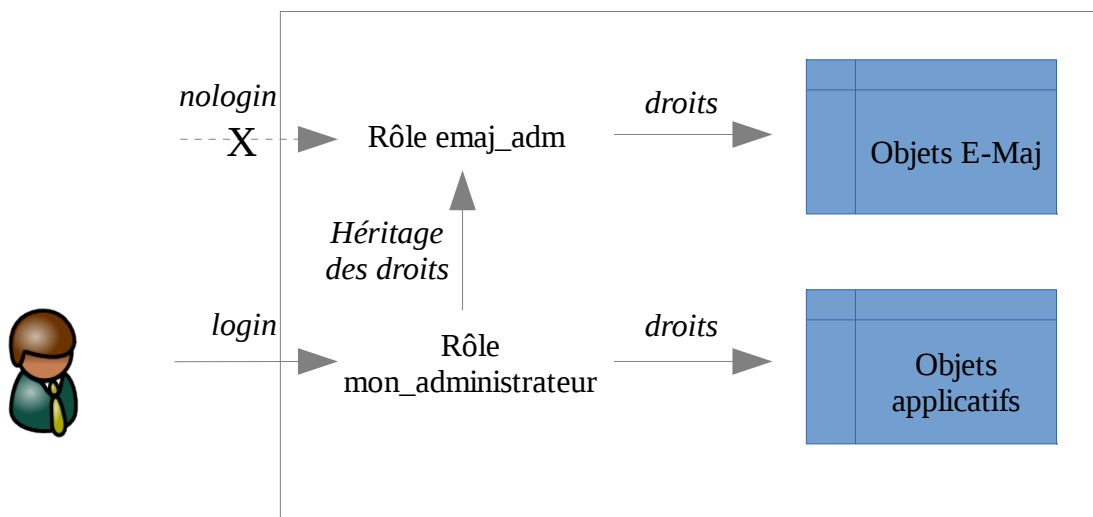 nologin
X
Rôle emaj_adm
droits
Objets E-Maj
Héritage
des droits
login
Rôle
mon_administrateur
droits
Objets
applicatifs